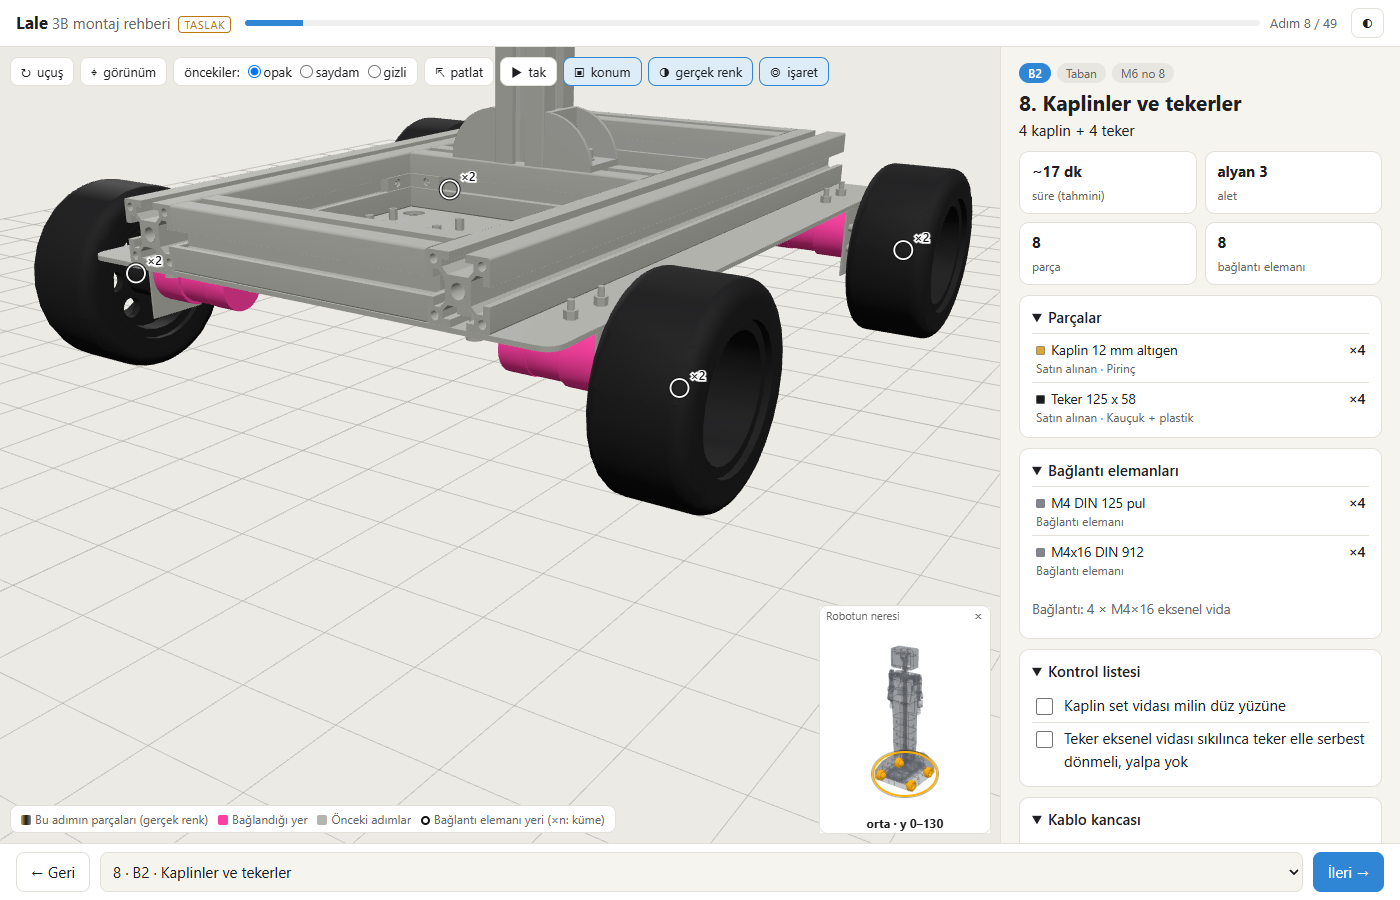 Lale 3B montaj rehberi TASLAK
Adım 8 / 49
uçuş
görünüm
öncekiler: opak saydam gizli
patlat
tak
konum
gerçek renk
işaret
×2
×2
×2
×2
Robotun neresi
×
orta · y 0–130
Bu adımın parçaları (gerçek renk) Bağlandığı yer Önceki adımlar Bağlantı elemanı yeri (×n: küme)
B2 Taban M6 no 8
8. Kaplinler ve tekerler
4 kaplin + 4 teker
~17 dk
süre (tahmini)
alyan 3
alet
8
parça
8
bağlantı elemanı
▼ Parçalar
Kaplin 12 mm altıgen ×4
Satın alınan · Pirinç
Teker 125 x 58 ×4
Satın alınan · Kauçuk + plastik
▼ Bağlantı elemanları
M4 DIN 125 pul ×4
Bağlantı elemanı
M4x16 DIN 912 ×4
Bağlantı elemanı
Bağlantı: 4 × M4×16 eksenel vida
▼ Kontrol listesi
Kaplin set vidası milin düz yüzüne
Teker eksenel vidası sıkılınca teker elle serbest
dönmeli, yalpa yok
▼ Kablo kancası
← Geri
8 · B2 · Kaplinler ve tekerler
İleri →